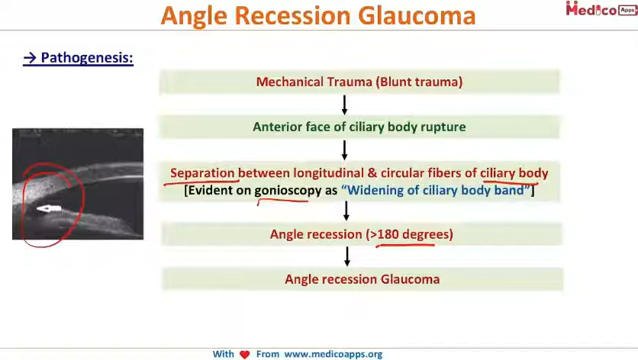 Angle Recession Glaucoma
Medico Apps
→ Pathogenesis:
Mechanical Trauma (Blunt trauma)
Anterior face of ciliary body rupture
Separation between longitudinal & circular fibers of ciliary body
[Evident on gonioscopy as “Widening of ciliary body band”]
Angle recession (>180 degrees)
Angle recession Glaucoma
With ♥ From www.medicoapps.org